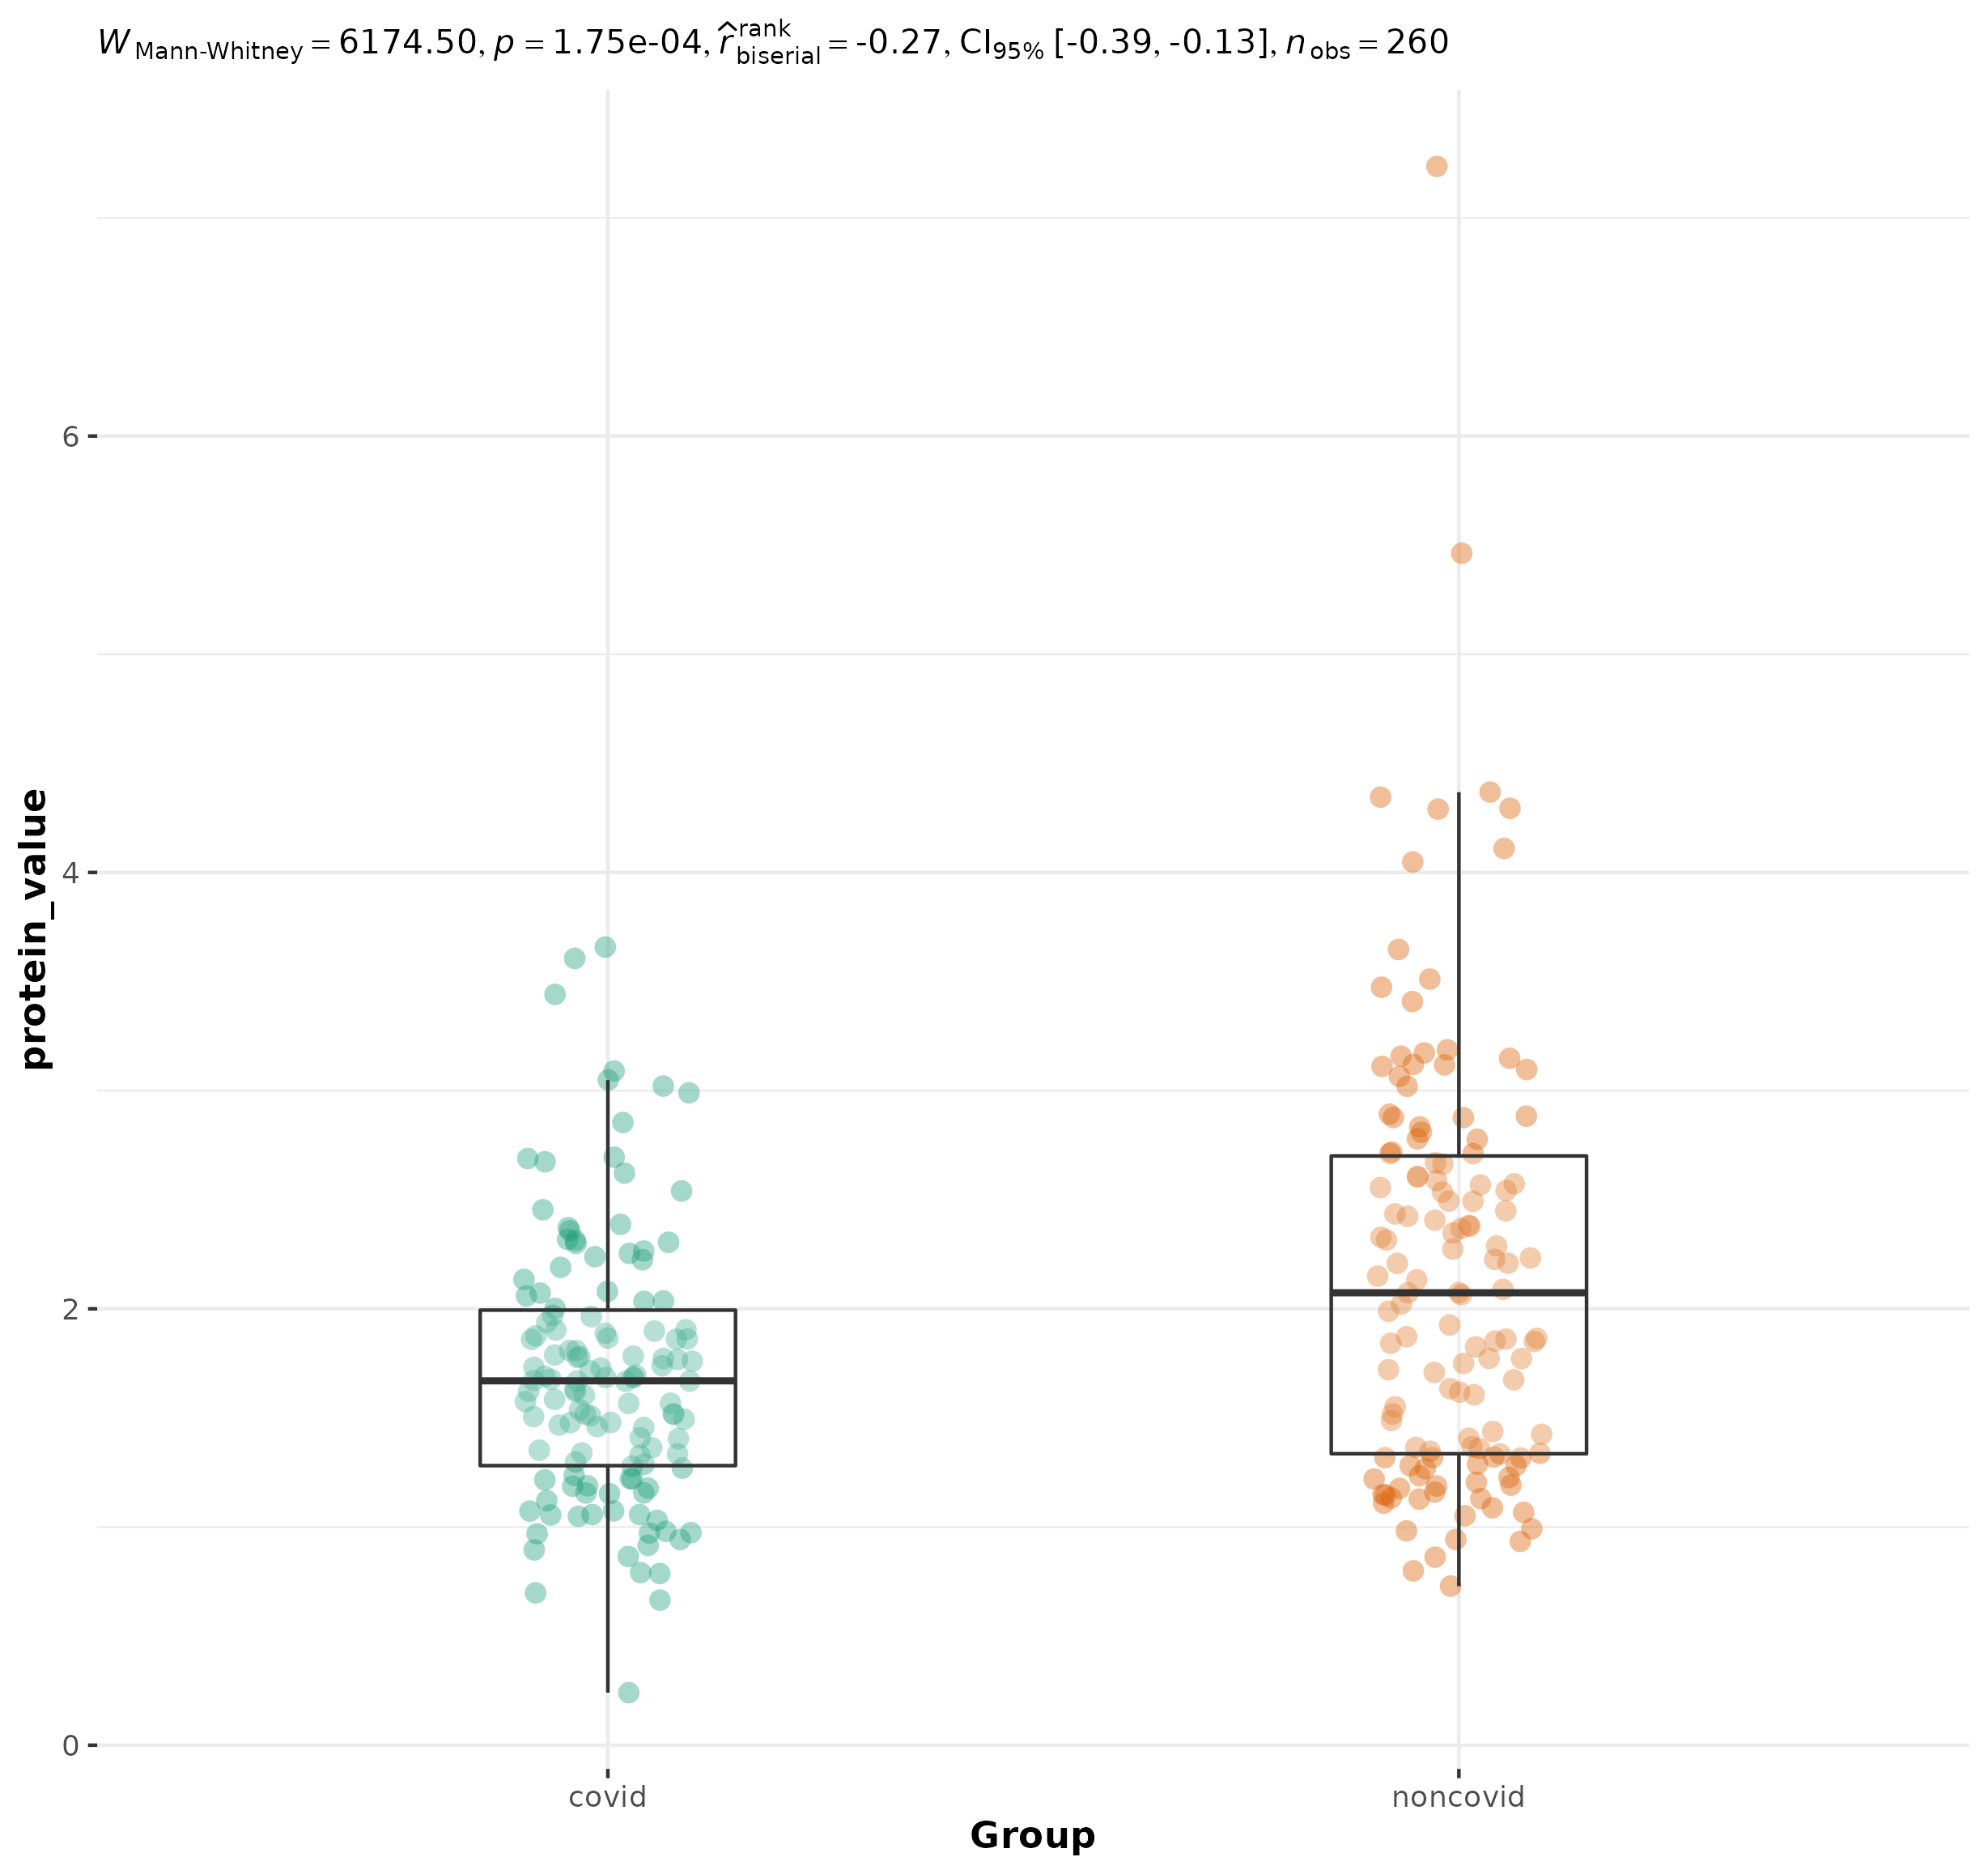 W Mann-Whitney = 6174.50, p = 1.75e-04, r̂ rank biserial = -0.27, CI95% [-0.39, -0.13], n obs = 260
6
4
2
0
protein_value
covid noncovid
Group